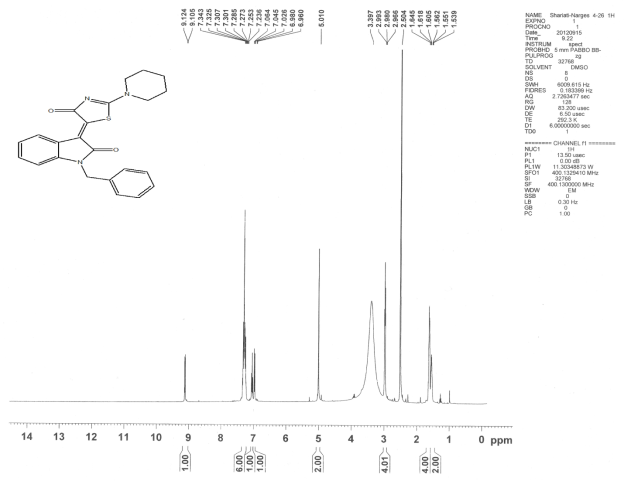 9.124
9.105
7.343
7.325
7.307
7.301
7.285
7.273
7.253
7.236
7.064
7.045
7.026
6.980
6.960
5.010
3.397
2.993
2.980
2.966
2.504
1.645
1.618
1.605
1.562
1.551
1.539
NAME Shariati-Narges 4-26 1H
EXPNO 1
PROCNO 1
Date_ 20120915
Time 9.22
INSTRUM spect
PROBHD 5 mm PABBO BB-
PULPROG zg
TD 32768
SOLVENT DMSO
NS 8
DS 0
SWH 6009.615 Hz
FIDRES 0.183399 Hz
AQ 2.7263477 sec
RG 128
DW 83.200 usec
DE 6.50 usec
TE 292.3 K
D1 6.00000000 sec
TD0 1
======== CHANNEL f1 ========
NUC1 1H
P1 13.50 usec
PL1 0.00 dB
PL1W 11.30348873 W
SFO1 400.1329410 MHz
SI 32768
SF 400.1300000 MHz
WDW EM
SSB 0
LB 0.30 Hz
GB 0
PC 1.00
N
N
O
S
O
N
14 13 12 11 10 9 8 7 6 5 4 3 2 1 0 ppm
1.00
6.00
1.00
1.00
2.00
4.01
4.00
2.00